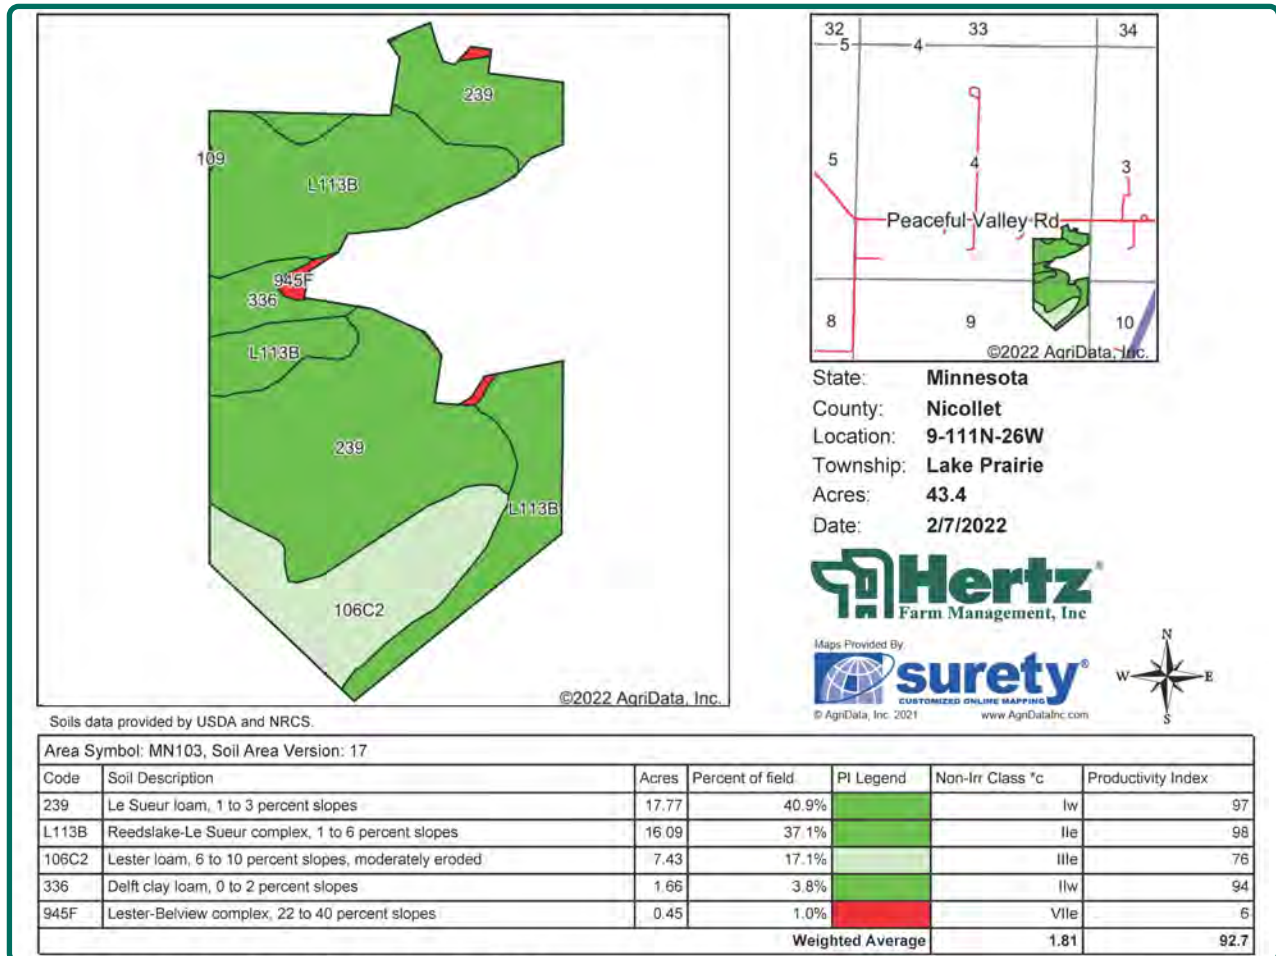 239
109
L113B
945F
336
L113B
239
L113B
106C2
©2022 AgriData, Inc.
32
33
34
5
4
5
4
3
Peaceful Valley Rd
8
9
10
©2022 AgriData, Inc.
State: Minnesota
County: Nicollet
Location: 9-111N-26W
Township: Lake Prairie
Acres: 43.4
Date: 2/7/2022
Hertz®
Farm Management, Inc
Maps Provided By:
surety®
CUSTOMIZED ONLINE MAPPING
© AgriData, Inc. 2021 www.AgriDataInc.com
N
W E
S
Soils data provided by USDA and NRCS.
Area Symbol: MN103, Soil Area Version: 17
Code Soil Description Acres Percent of field PI Legend Non-Irr Class *c Productivity Index
239 Le Sueur loam, 1 to 3 percent slopes 17.77 40.9% Iw 97
L113B Reedslake-Le Sueur complex, 1 to 6 percent slopes 16.09 37.1% IIe 98
106C2 Lester loam, 6 to 10 percent slopes, moderately eroded 7.43 17.1% IIIe 76
336 Delft clay loam, 0 to 2 percent slopes 1.66 3.8% IIw 94
945F Lester-Belview complex, 22 to 40 percent slopes 0.45 1.0% VIIe 6
Weighted Average 1.81 92.7